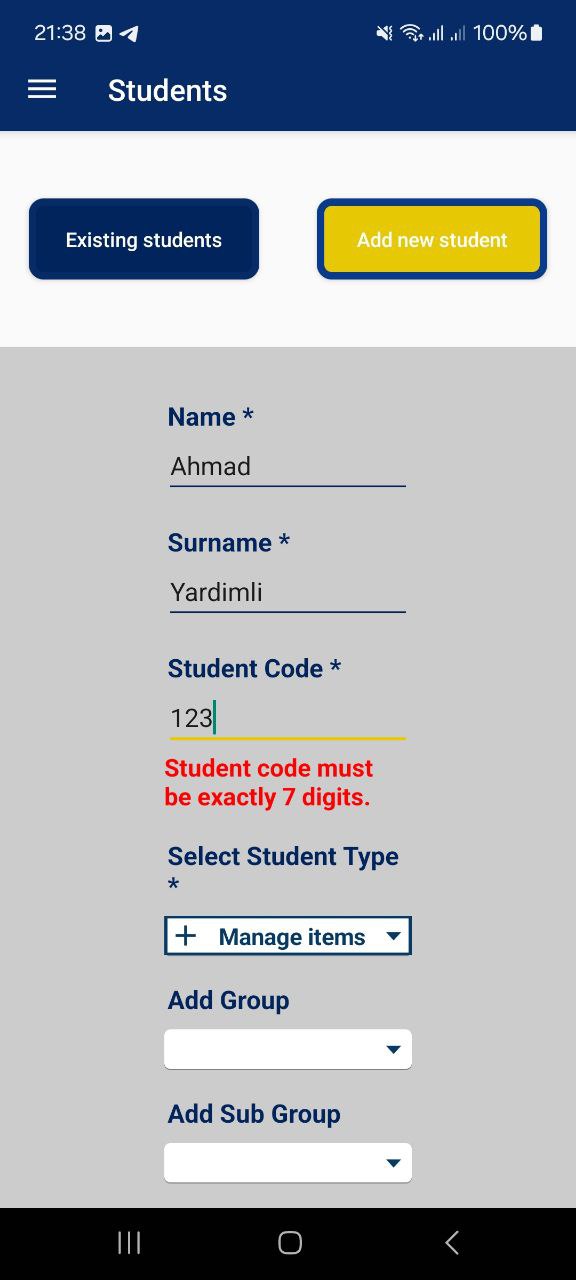 21:38 100%
Students
Existing students Add new student
Name *
Ahmad
Surname *
Yardimli
Student Code *
123
Student code must
be exactly 7 digits.
Select Student Type
*
+ Manage items
Add Group
Add Sub Group